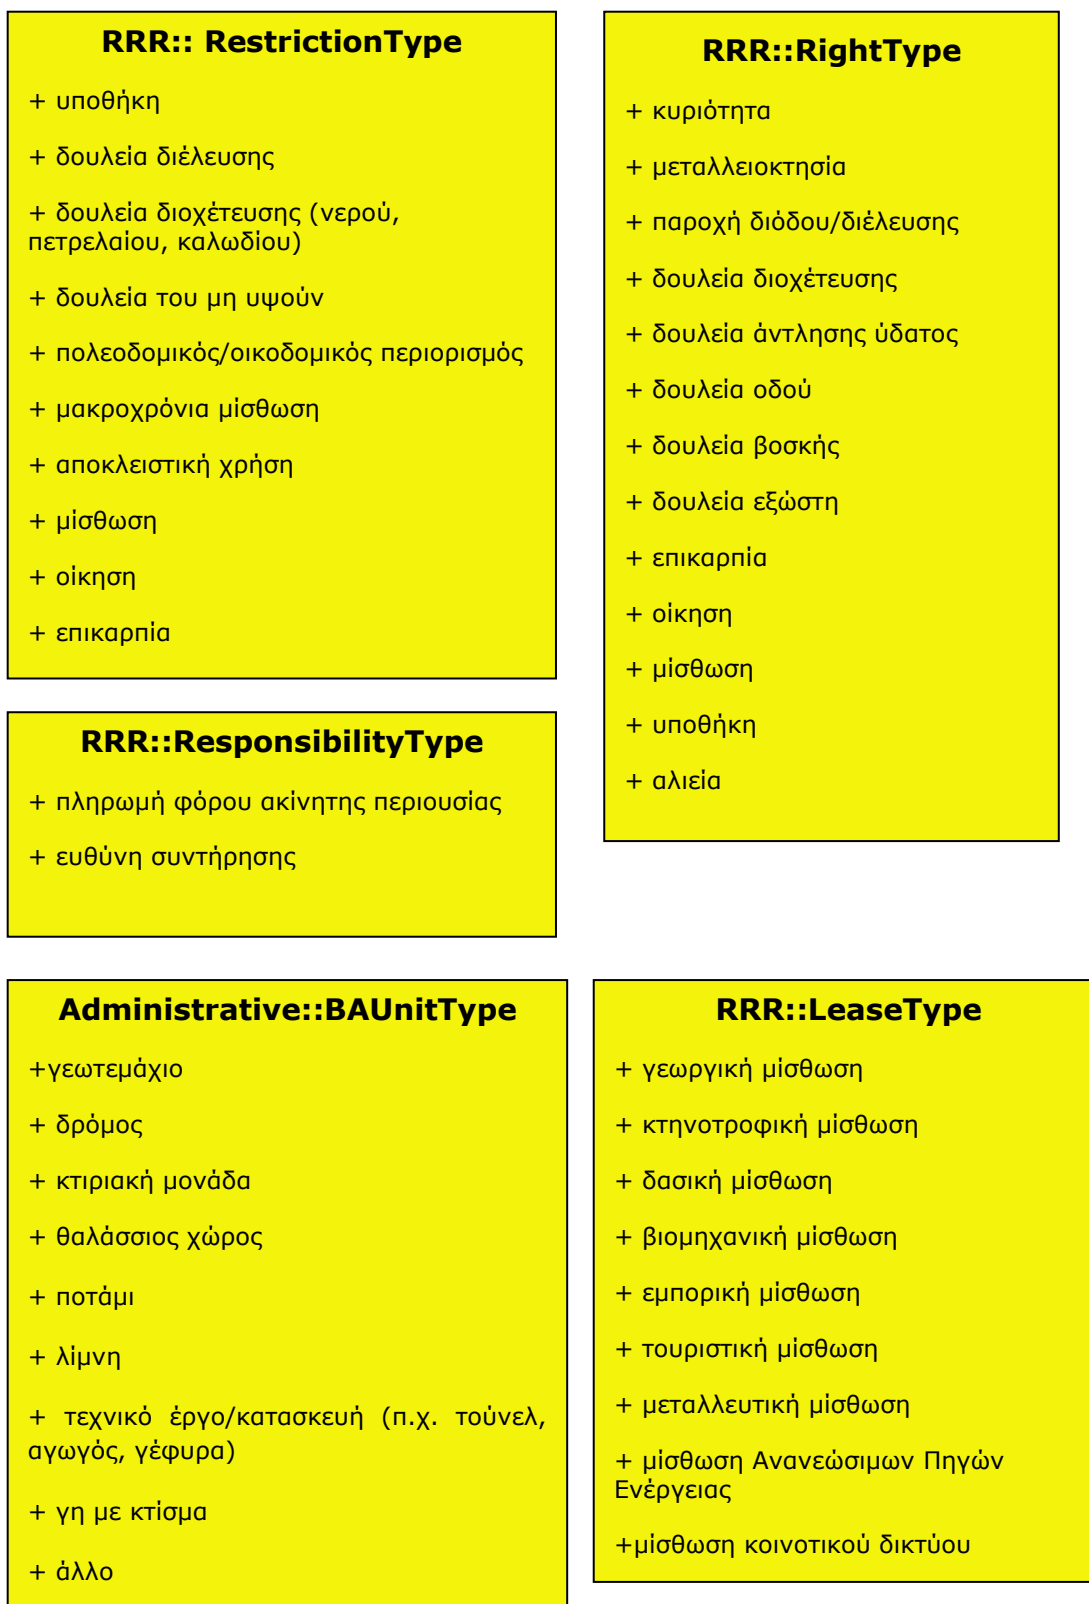 RRR:: RestrictionType
+ υποθήκη
+ δουλεία διέλευσης
+ δουλεία διοχέτευσης (νερού,
πετρελαίου, καλωδίου)
+ δουλεία του μη υψούν
+ πολεοδομικός/οικοδομικός περιορισμός
+ μακροχρόνια μίσθωση
+ αποκλειστική χρήση
+ μίσθωση
+ οίκηση
+ επικαρπία
RRR::RightType
+ κυριότητα
+ μεταλλειοκτησία
+ παροχή διόδου/διέλευσης
+ δουλεία διοχέτευσης
+ δουλεία άντλησης ύδατος
+ δουλεία οδού
+ δουλεία βοσκής
+ δουλεία εξώστη
+ επικαρπία
+ οίκηση
+ μίσθωση
+ υποθήκη
+ αλιεία
RRR::ResponsibilityType
+ πληρωμή φόρου ακίνητης περιουσίας
+ ευθύνη συντήρησης
Administrative::BAUnitType
+γεωτεμάχιο
+ δρόμος
+ κτιριακή μονάδα
+ θαλάσσιος χώρος
+ ποτάμι
+ λίμνη
+ τεχνικό έργο/κατασκευή (π.χ. τούνελ,
αγωγός, γέφυρα)
+ γη με κτίσμα
+ άλλο
RRR::LeaseType
+ γεωργική μίσθωση
+ κτηνοτροφική μίσθωση
+ δασική μίσθωση
+ βιομηχανική μίσθωση
+ εμπορική μίσθωση
+ τουριστική μίσθωση
+ μεταλλευτική μίσθωση
+ μίσθωση Ανανεώσιμων Πηγών
Ενέργειας
+μίσθωση κοινοτικού δικτύου